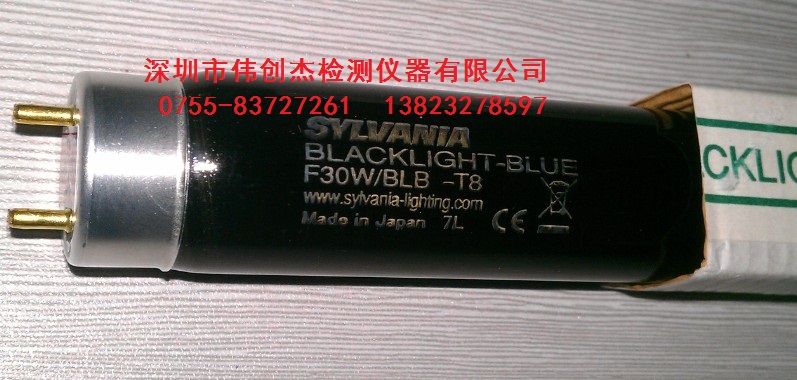 深圳市伟创杰检测仪器有限公司
0755-83727261 13823278597
SYLVANIA
BLACKLIGHT-BLUE
F30W/BLB -T8
www.sylvania-lighting.com
Made in Japan 7L CE
ACKLIG